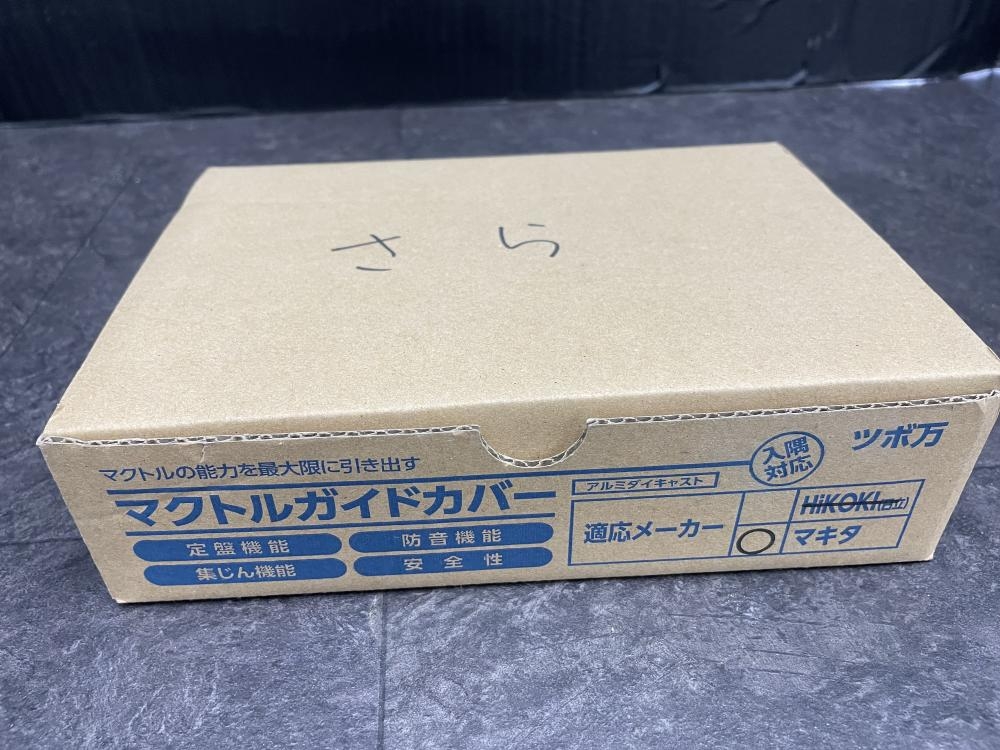 さら
マクトルの能力を最大限に引き出す
マクトルガイドカバー
定盤機能
防音機能
集じん機能
安全性
アルミダイキャスト
入隅対応
ツボ万
適応メーカー
HiKOKI(日立)
マキタ